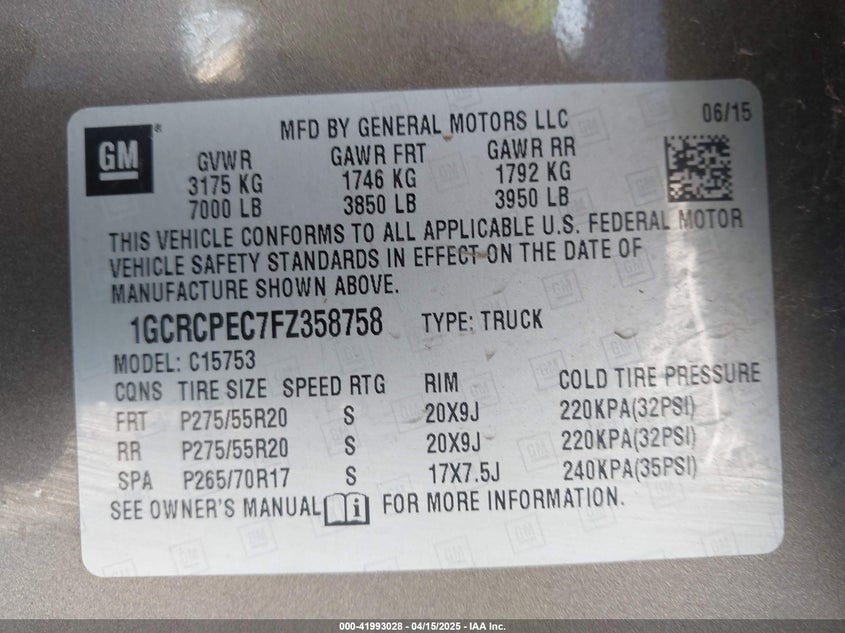 GM ®
MFD BY GENERAL MOTORS LLC 06/15
GVWR GAWR FRT GAWR RR
3175 KG 1746 KG 1792 KG
7000 LB 3850 LB 3950 LB
THIS VEHICLE CONFORMS TO ALL APPLICABLE U.S. FEDERAL MOTOR
VEHICLE SAFETY STANDARDS IN EFFECT ON THE DATE OF
MANUFACTURE SHOWN ABOVE.
1GCRCPEC7FZ358758 TYPE: TRUCK
MODEL: C15753
CQNS TIRE SIZE SPEED RTG RIM COLD TIRE PRESSURE
FRT P275/55R20 S 20X9J 220KPA(32PSI)
RR P275/55R20 S 20X9J 220KPA(32PSI)
SPA P265/70R17 S 17X7.5J 240KPA(35PSI)
SEE OWNER'S MANUAL i FOR MORE INFORMATION.
000-41993028 - 04/15/2025 - IAA Inc.